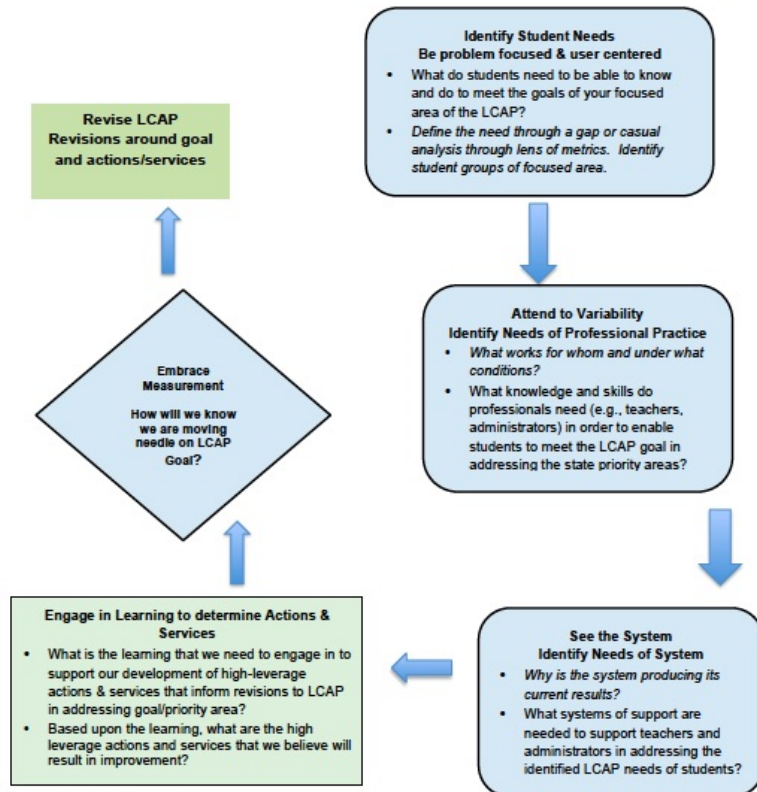 Identify Student Needs
Be problem focused & user centered
• What do students need to be able to know
and do to meet the goals of your focused
area of the LCAP?
• Define the need through a gap or casual
analysis through lens of metrics. Identify
student groups of focused area.
Attend to Variability
Identify Needs of Professional Practice
• What works for whom and under what
conditions?
• What knowledge and skills do
professionals need (e.g., teachers,
administrators) in order to enable
students to meet the LCAP goal in
addressing the state priority areas?
See the System
Identify Needs of System
• Why is the system producing its
current results?
• What systems of support are
needed to support teachers and
administrators in addressing the
identified LCAP needs of students?
Engage in Learning to determine Actions &
Services
• What is the learning that we need to engage in to
support our development of high-leverage
actions & services that inform revisions to LCAP
in addressing goal/priority area?
• Based upon the learning, what are the high
leverage actions and services that we believe will
result in improvement?
Embrace
Measurement
How will we know
we are moving
needle on LCAP
Goal?
Revise LCAP
Revisions around goal
and actions/services